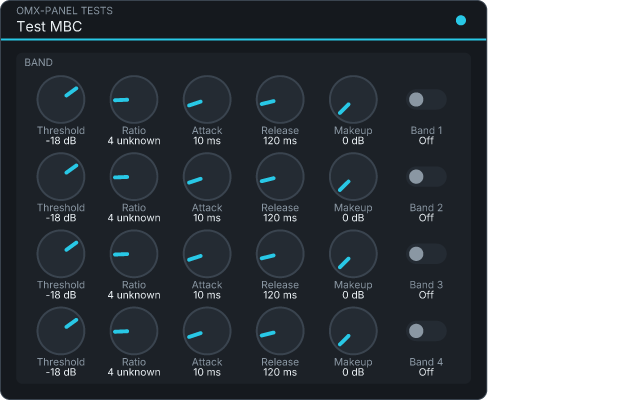 OMX-PANEL TESTS
Test MBC
BAND
Threshold Ratio Attack Release Makeup Band 1
-18 dB 4 unknown 10 ms 120 ms 0 dB Off
Threshold Ratio Attack Release Makeup Band 2
-18 dB 4 unknown 10 ms 120 ms 0 dB Off
Threshold Ratio Attack Release Makeup Band 3
-18 dB 4 unknown 10 ms 120 ms 0 dB Off
Threshold Ratio Attack Release Makeup Band 4
-18 dB 4 unknown 10 ms 120 ms 0 dB Off